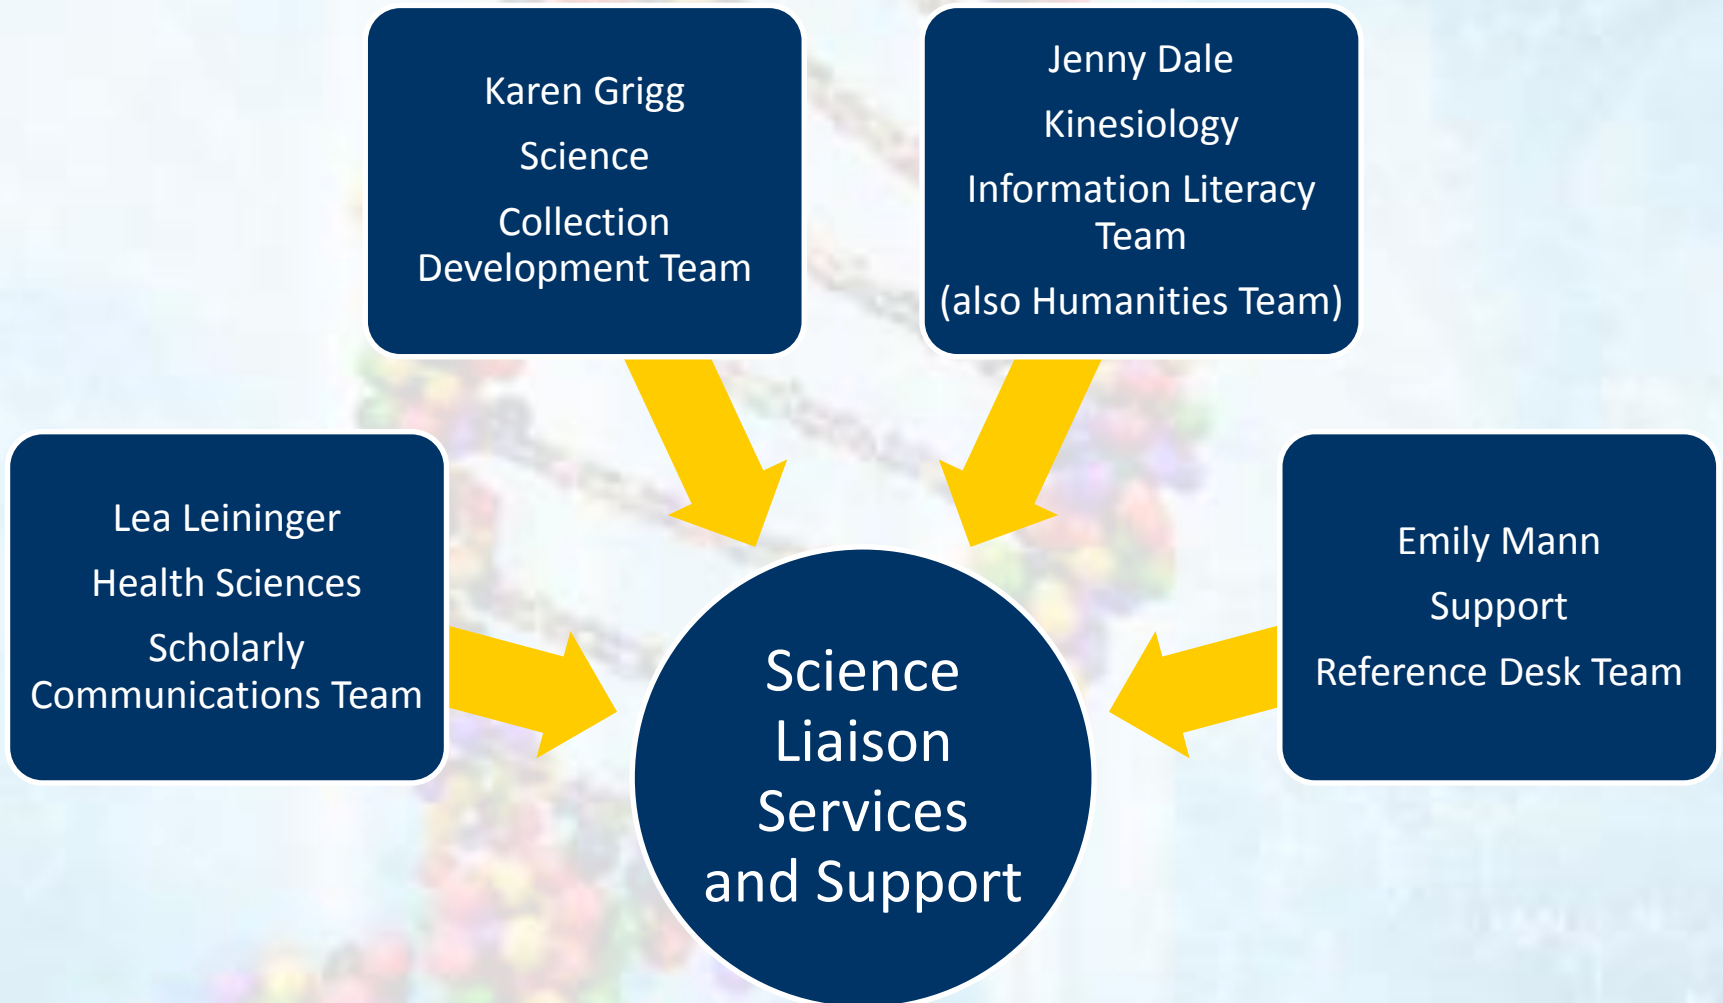 Karen Grigg
Science
Collection
Development Team
Jenny Dale
Kinesiology
Information Literacy
Team
(also Humanities Team)
Lea Leininger
Health Sciences
Scholarly
Communications Team
Emily Mann
Support
Reference Desk Team
Science
Liaison
Services
and Support